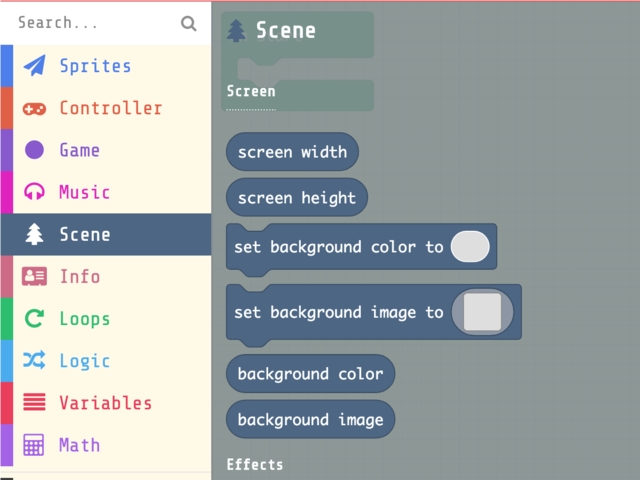 Search...
Sprites
Controller
Game
Music
Scene
Info
Loops
Logic
Variables
Math
Scene
Screen
screen width
screen height
set background color to
set background image to
background color
background image
Effects